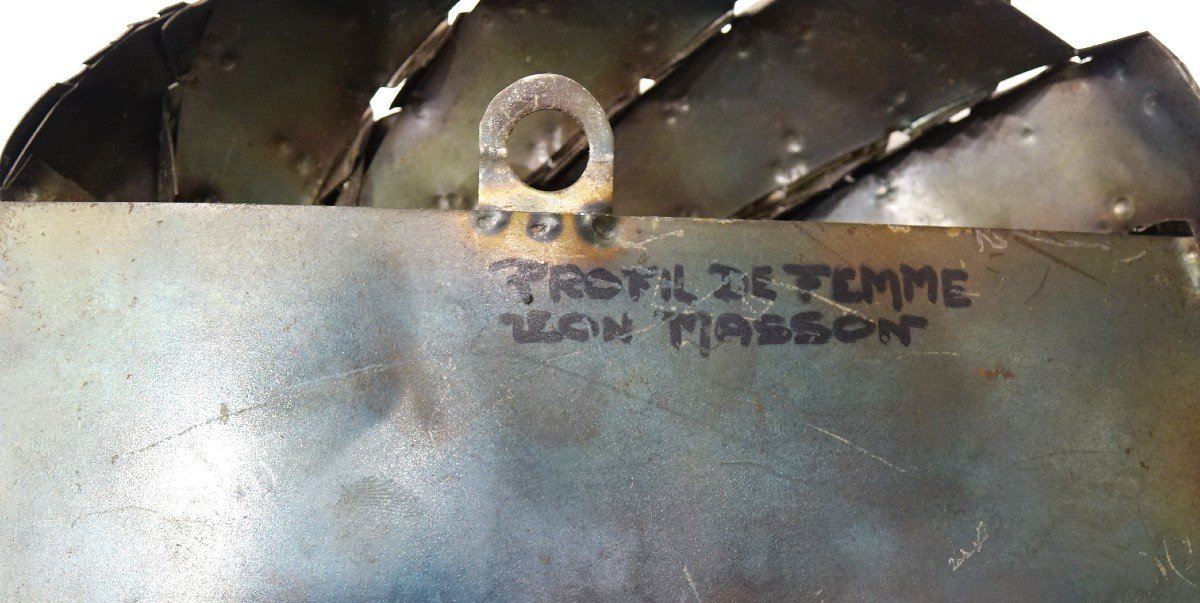 PROFIL DE FEMME
LEON MASSON